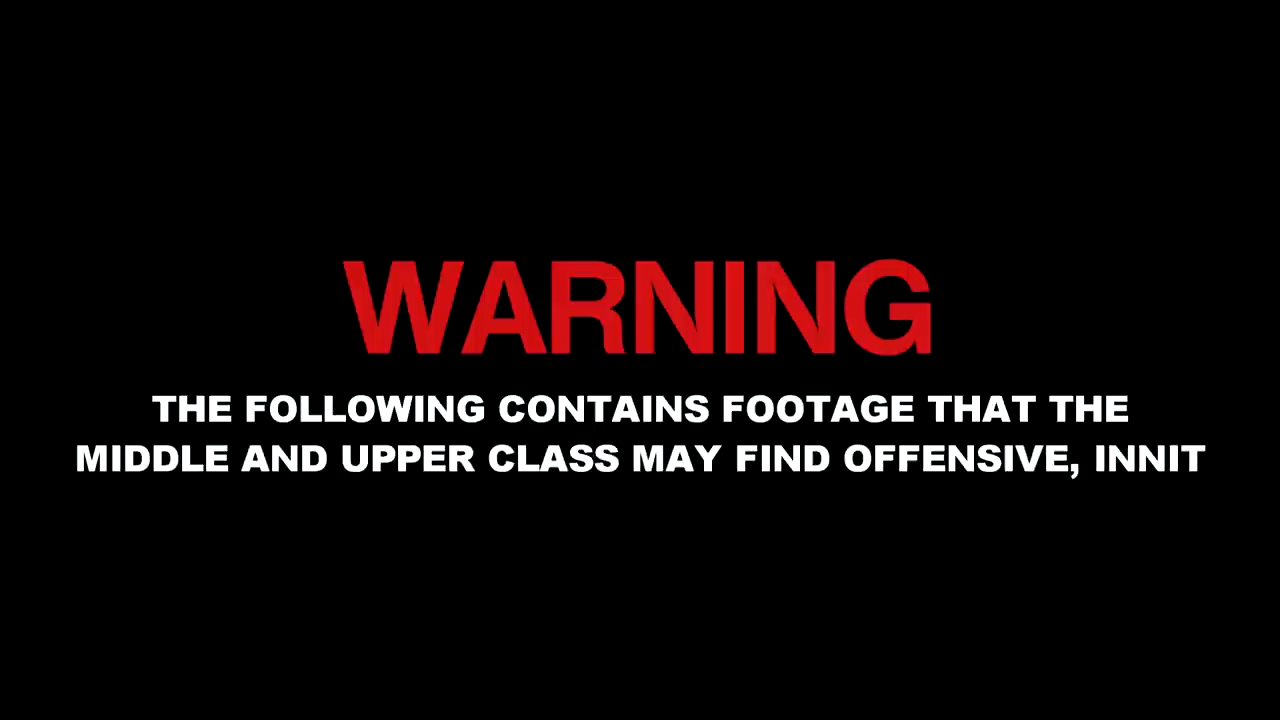 WARNING
THE FOLLOWING CONTAINS FOOTAGE THAT THE
MIDDLE AND UPPER CLASS MAY FIND OFFENSIVE, INNIT